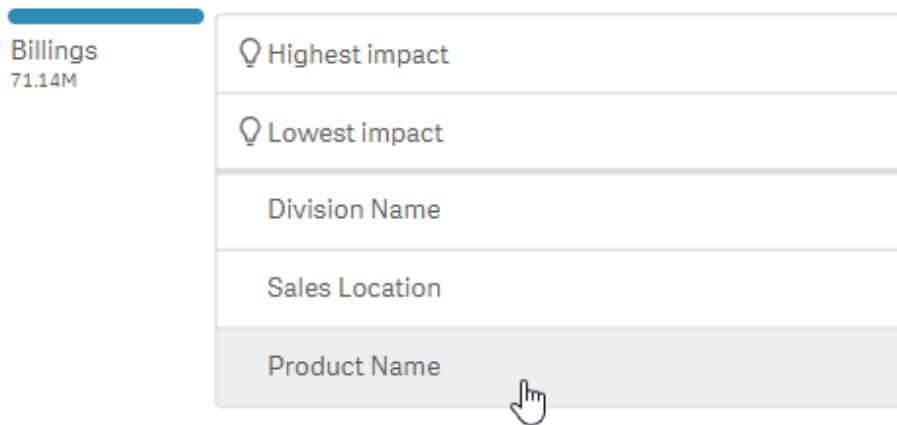 Billings
71.14M
Highest impact
Lowest impact
Division Name
Sales Location
Product Name